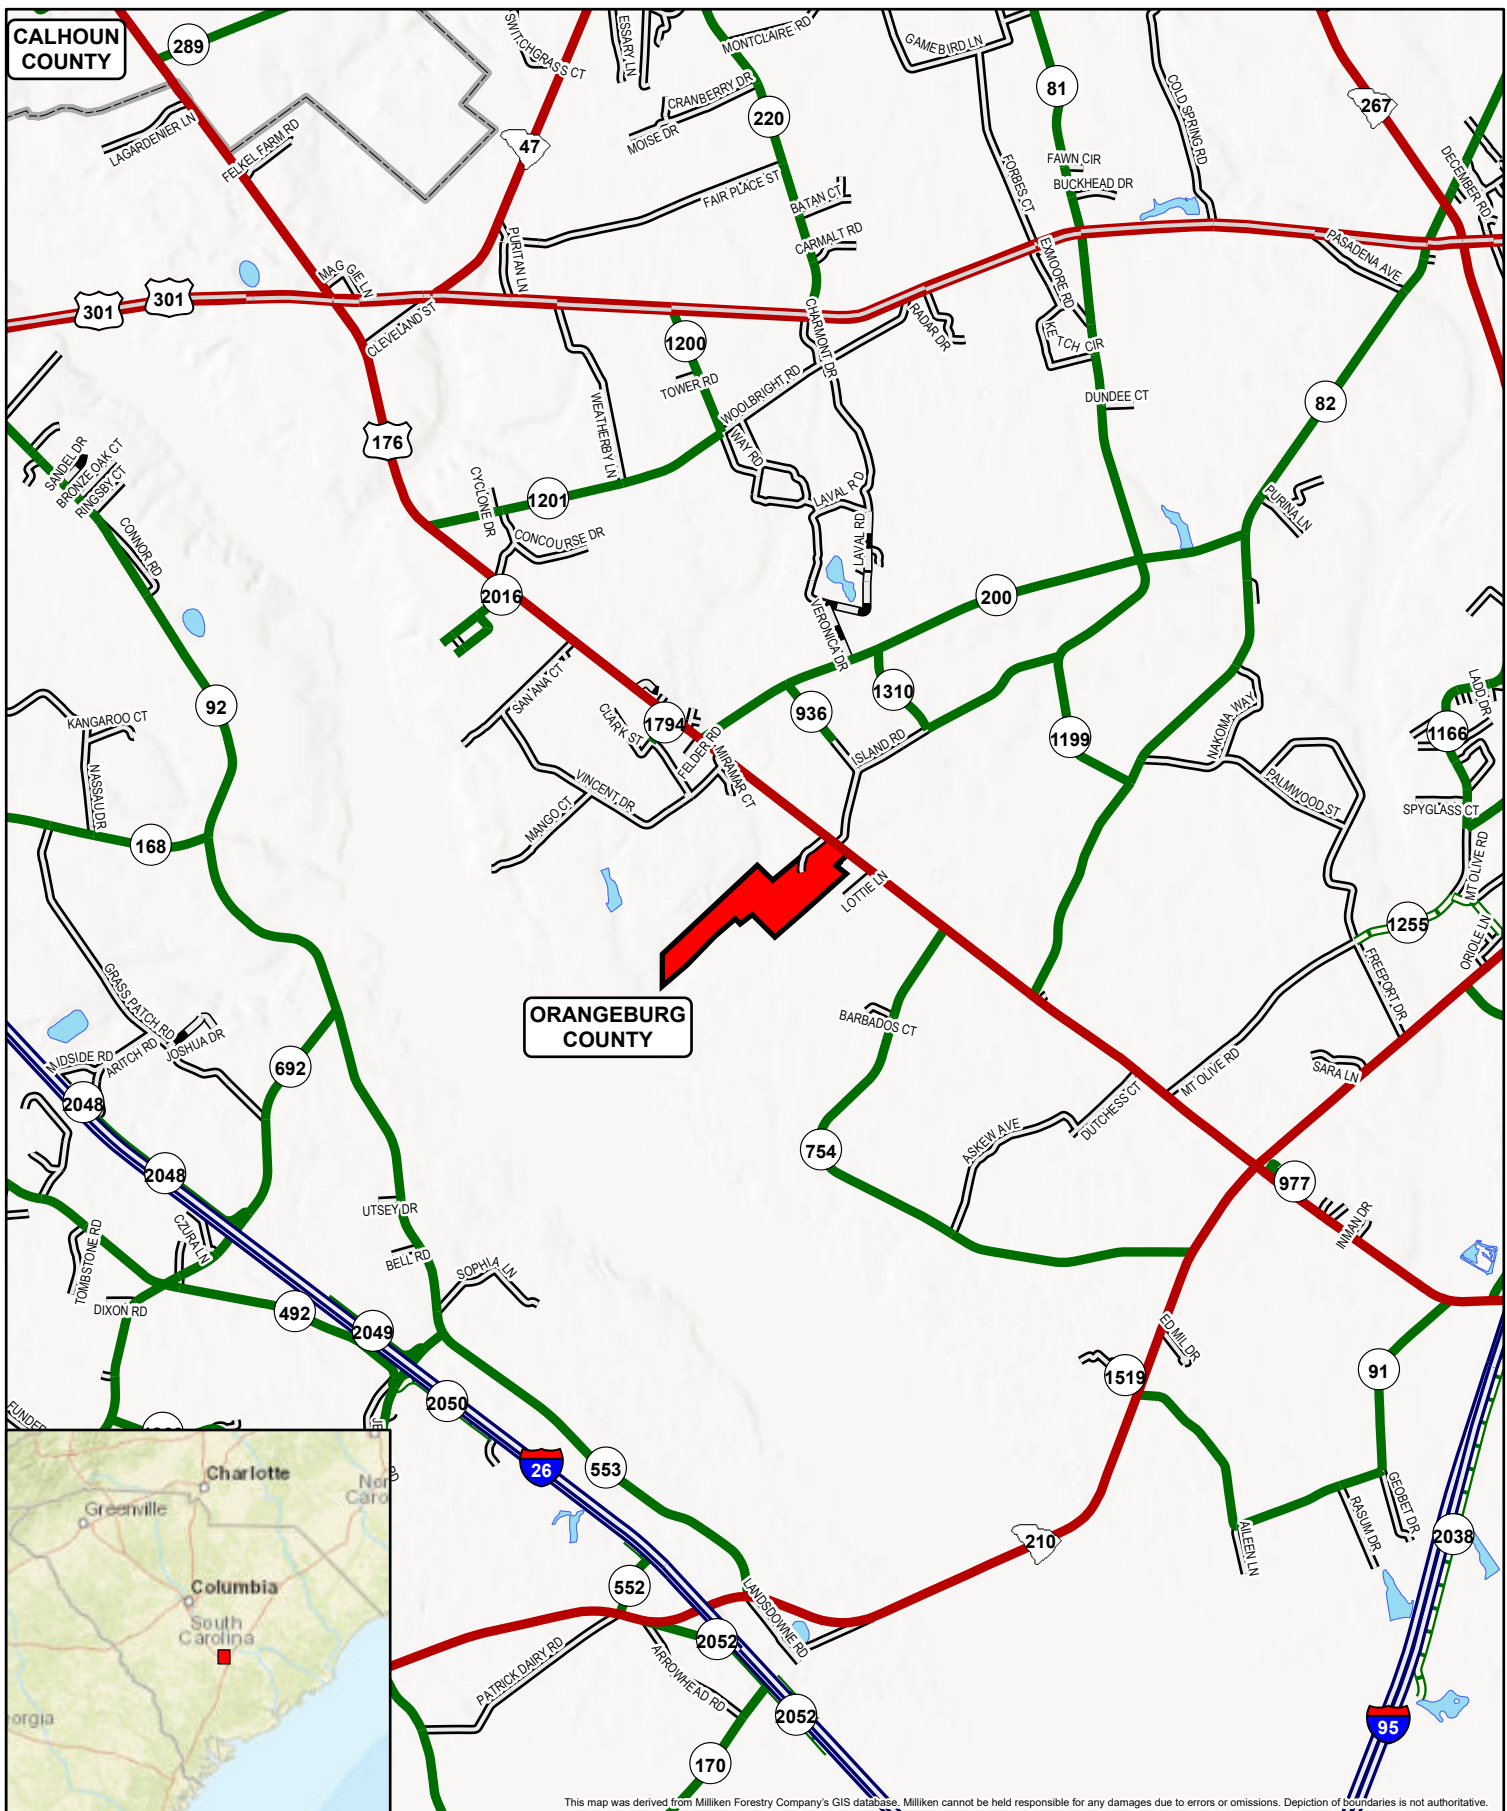 CALHOUN
COUNTY
289
SWITCHGRASS CT
ESSARY LN
MONTCLAIRE RD
GAMEBIRD LN
81
COLD SPRING RD
267
LAGARDENIER LN
FELKEL FARM RD
47
CRANBERRY DR
MOISE DR
220
FAIR PLACE ST
BATAN CT
CARMALT RD
FORBES CT
FAWN CIR
BUCKHEAD DR
DECEMBER RD
PASADENA AVE
PURITAN LN
MAGGIE LN
301
301
CLEVELAND ST
EXMOORE RD
KETCH CIR
RADAR DR
CHARMONT DR
1200
TOWER RD
WOOLBRIGHT RD
WEATHERBY LN
WAY RD
DUNDEE CT
82
176
SANDEL DR
BRONZE OAK CT
RINGSBY CT
CONNOR RD
CYCLONE DR
1201
CONCOURSE DR
LAVAL RD
LAVAL RD
PURINA LN
2016
200
VERONICA DR
92
KANGAROO CT
NASSAU DR
SAN ANA CT
CLARK ST
1794
FELDER RD
MIRAMAR CT
936
1310
ISLAND RD
1199
NAKOMA WAY
PALMWOOD ST
LADD DR
1166
SPYGLASS CT
VINCENT DR
MANGO CT
168
LOTTIE LN
MT OLIVE RD
1255
ORIOLE LN
FREEPORT DR
GRASS PATCH RD
ORANGEBURG
COUNTY
BARBADOS CT
MIDSIDE RD
ARITCH RD
JOSHUA DR
692
2048
2048
SARA LN
MT OLIVE RD
DUTCHESS CT
ASKEW AVE
754
977
INMAN DR
UTSEY DR
CZURA LN
TOMBSTONE RD
BELL RD
SOPHIA LN
DIXON RD
492
2049
2050
ED MIL DR
1519
91
FUNDER
26
553
GEOBET DR
RASUM DR
AILEEN LN
2038
210
552
LANDSDOWNE RD
2052
PATRICK DAIRY RD
ARROWHEAD RD
2052
170
95
Charlotte
Greenville
Columbia
South
Carolina
This map was derived from Milliken Forestry Company's GIS database. Milliken cannot be held responsible for any damages due to errors or omissions. Depiction of boundaries is not authoritative.